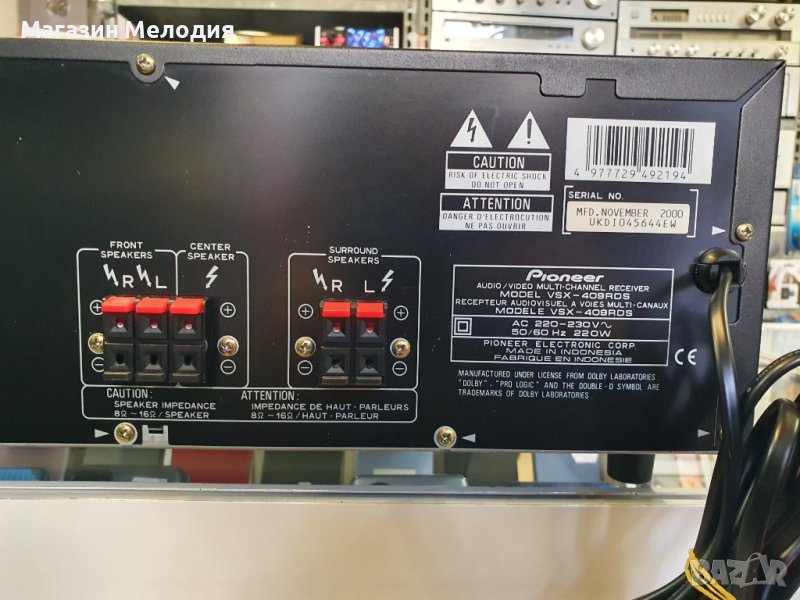 Магазин Мелодия
CAUTION
RISK OF ELECTRIC SHOCK
DO NOT OPEN
ATTENTION
DANGER D'ELECTROCUTION
NE PAS OUVRIR
4 977729 492194
SERIAL NO.
MFD.NOVEMBER 2000
UKDI045644EW
FRONT
SPEAKERS
CENTER
SPEAKER
R
L
SURROUND
SPEAKERS
R
L
CAUTION:
SPEAKER IMPEDANCE
8Ω ~ 16Ω / SPEAKER
ATTENTION:
IMPEDANCE DE HAUT-PARLEURS
8Ω ~ 16Ω / HAUT-PARLEUR
Pioneer
AUDIO/VIDEO MULTI-CHANNEL RECEIVER
MODEL VSX-409RDS
RECEPTEUR AUDIOVISUEL A VOIES MULTI-CANAUX
MODELE VSX-409RDS
AC 220-230V~
50/60 Hz 220W
PIONEER ELECTRONIC CORP.
MADE IN INDONESIA
FABRIQUE EN INDONESIE
CE
MANUFACTURED UNDER LICENSE FROM DOLBY LABORATORIES
"DOLBY", "PRO LOGIC" AND THE DOUBLE-D SYMBOL ARE
TRADEMARKS OF DOLBY LABORATORIES.
BAZAR